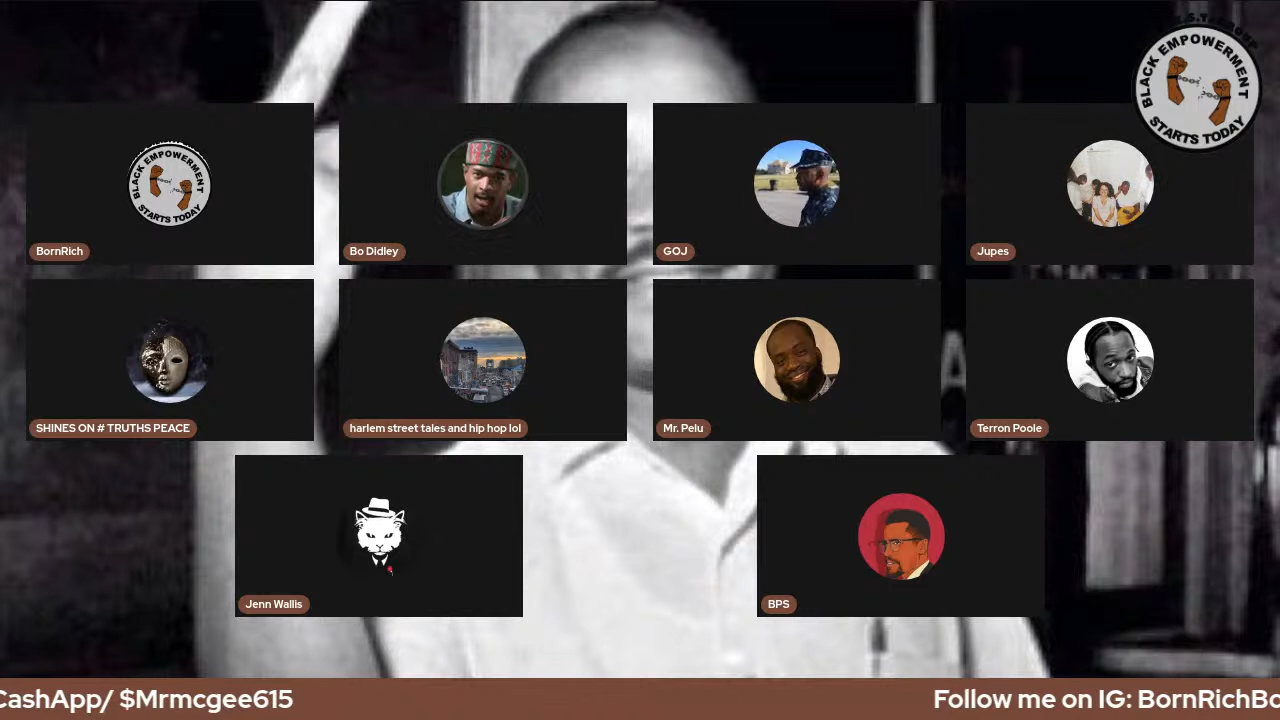 BLACK EMPOWERMENT
STARTS TODAY
BLACK EMPOWERMENT
STARTS TODAY
BornRich
Bo Didley
GOJ
Jupes
SHINES ON # TRUTHS PEACE
harlem street tales and hip hop lol
Mr. Pelu
Terron Poole
Jenn Wallis
BPS
CashApp/ $Mrmcgee615
Follow me on IG: BornRichBo